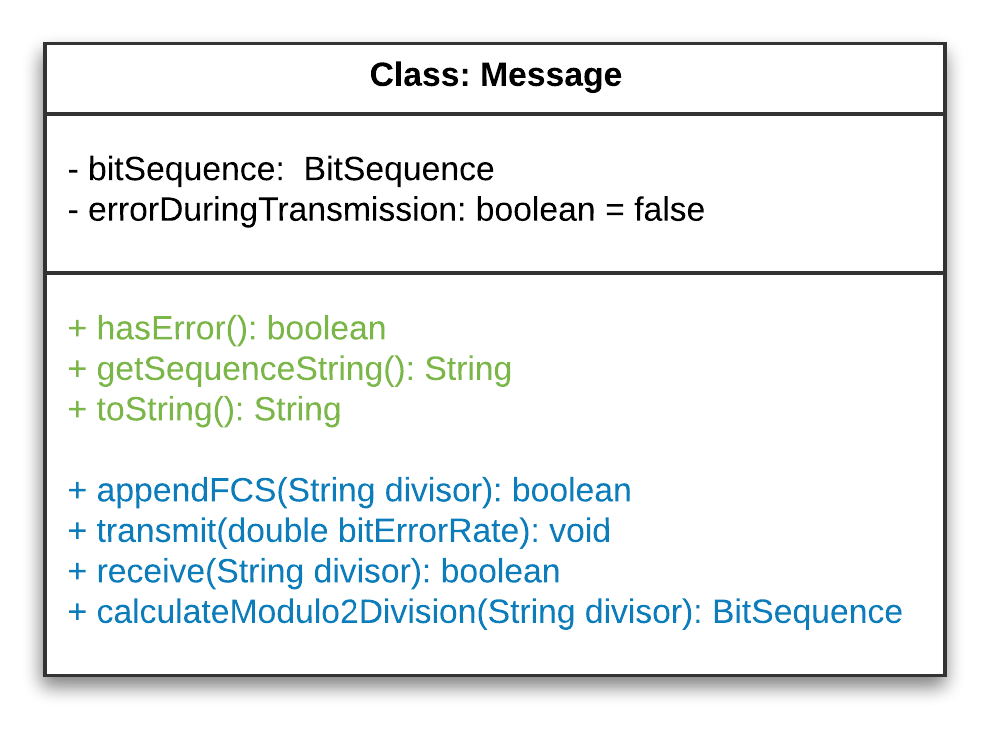 Class: Message
- bitSequence:  BitSequence
- errorDuringTransmission: boolean = false
+ hasError(): boolean
+ getSequenceString(): String
+ toString(): String
+ appendFCS(String divisor): boolean
+ transmit(double bitErrorRate): void
+ receive(String divisor): boolean
+ calculateModulo2Division(String divisor): BitSequence